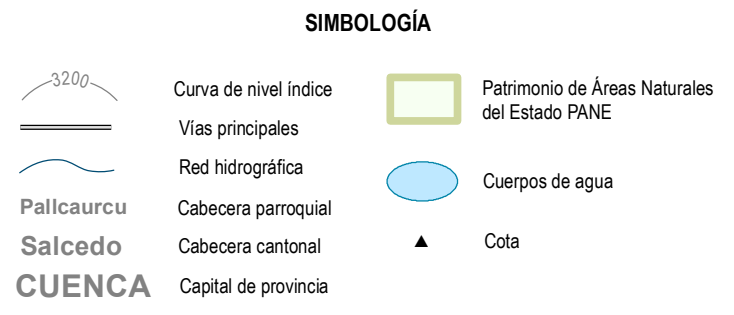 SIMBOLOGÍA
3200
Curva de nivel índice
Vías principales
Red hidrográfica
Pallcaurcu
Cabecera parroquial
Salcedo
Cabecera cantonal
CUENCA
Capital de provincia
Patrimonio de Áreas Naturales
del Estado PANE
Cuerpos de agua
Cota